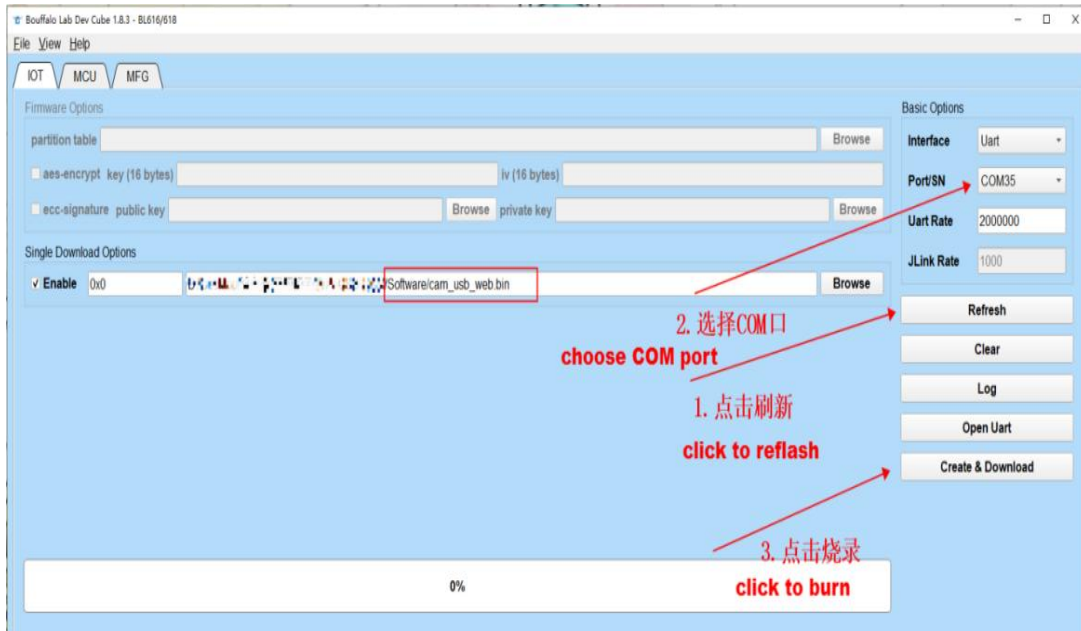 Bouffalo Lab Dev Cube 1.8.3 - BL616/618
File View Help
IOT MCU MFG
Firmware Options
partition table Browse
aes-encrypt key (16 bytes) iv (16 bytes)
ecc-signature public key Browse private key Browse
Single Download Options
Enable 0x0 /Software/cam_usb_web.bin Browse
Basic Options
Interface Uart
Port/SN COM35
Uart Rate 2000000
JLink Rate 1000
Refresh
Clear
Log
Open Uart
Create & Download
2.选择COM口
choose COM port
1.点击刷新
click to reflash
3.点击烧录
click to burn
0%